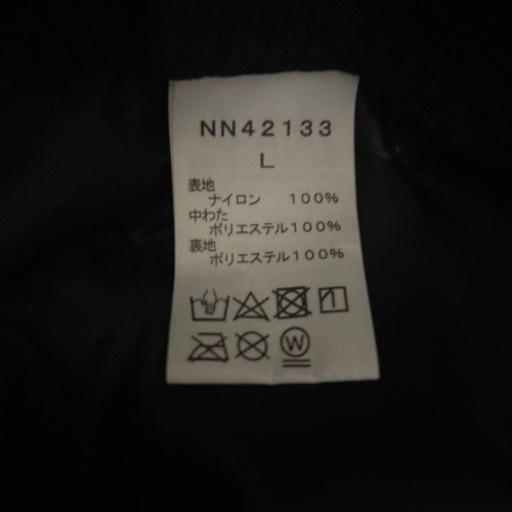 NN42133
L
表地
ナイロン 100%
中わた
ポリエステル100%
裏地
ポリエステル100%
W